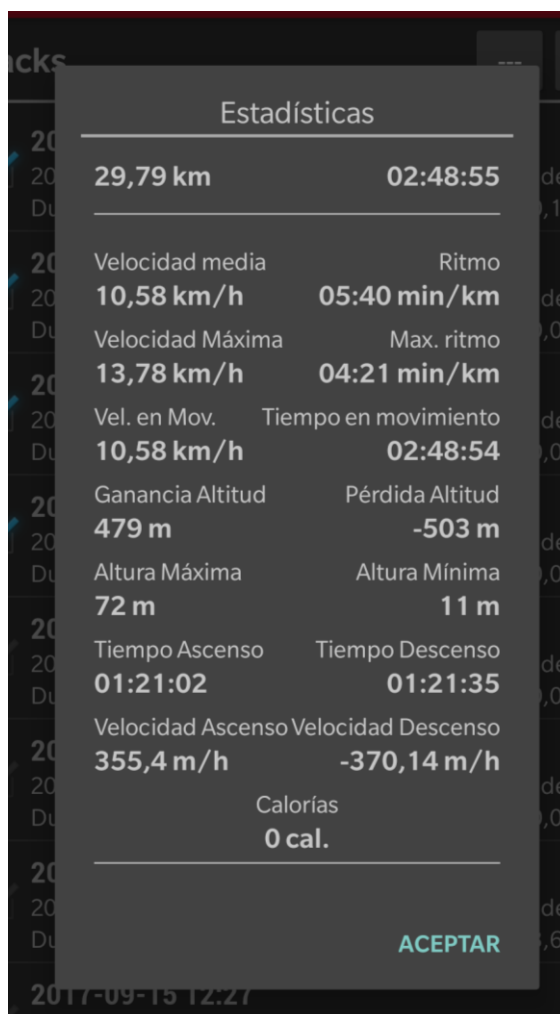 acks
---
Estadísticas
29,79 km 02:48:55
Velocidad media Ritmo
10,58 km/h 05:40 min/km
Velocidad Máxima Max. ritmo
13,78 km/h 04:21 min/km
Vel. en Mov. Tiempo en movimiento
10,58 km/h 02:48:54
Ganancia Altitud Pérdida Altitud
479 m -503 m
Altura Máxima Altura Mínima
72 m 11 m
Tiempo Ascenso Tiempo Descenso
01:21:02 01:21:35
Velocidad Ascenso Velocidad Descenso
355,4 m/h -370,14 m/h
Calorías
0 cal.
ACEPTAR
2017-09-15 12:27